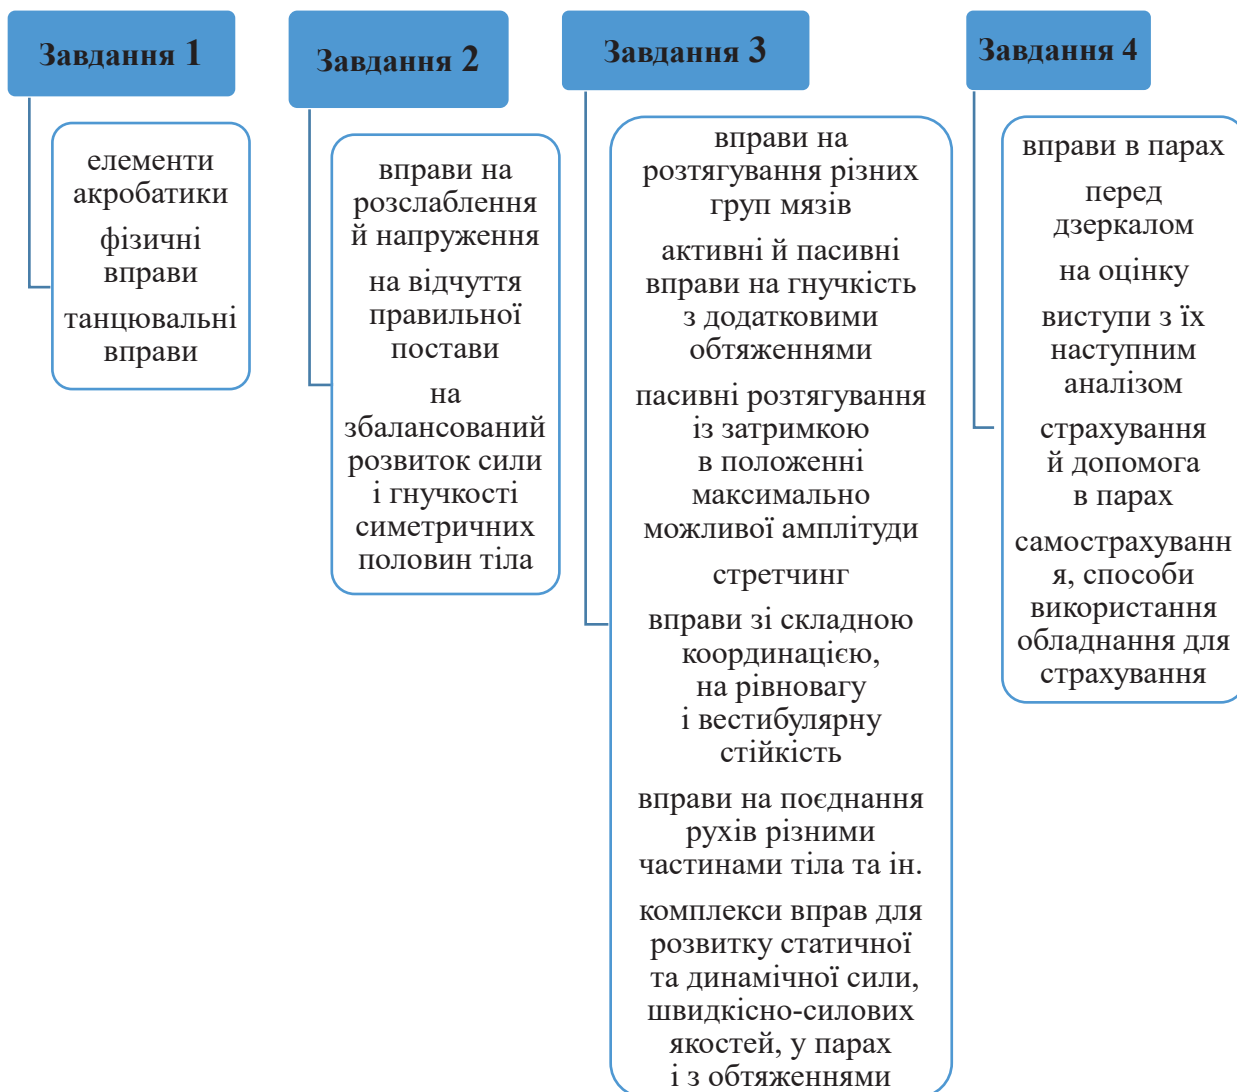 Завдання 1
елементи
акробатики
фізичні
вправи
танцювальні
вправи
Завдання 2
вправи на
розслаблення
й напруження
на відчуття
правильної
постави
на
збалансований
розвиток сили
і гнучкості
симетричних
половин тіла
Завдання 3
вправи на
розтягування різних
груп мязів
активні й пасивні
вправи на гнучкість
з додатковими
обтяженнями
пасивні розтягування
із затримкою
в положенні
максимально
можливої амплітуди
стретчинг
вправи зі складною
координацією,
на рівновагу
і вестибулярну
стійкість
вправи на поєднання
рухів різними
частинами тіла та ін.
комплекси вправ для
розвитку статичної
та динамічної сили,
швидкісно-силових
якостей, у парах
і з обтяженнями
Завдання 4
вправи в парах
перед
дзеркалом
на оцінку
виступи з їх
наступним
аналізом
страхування
й допомога
в парах
самострахуванн
я, способи
використання
обладнання для
страхування